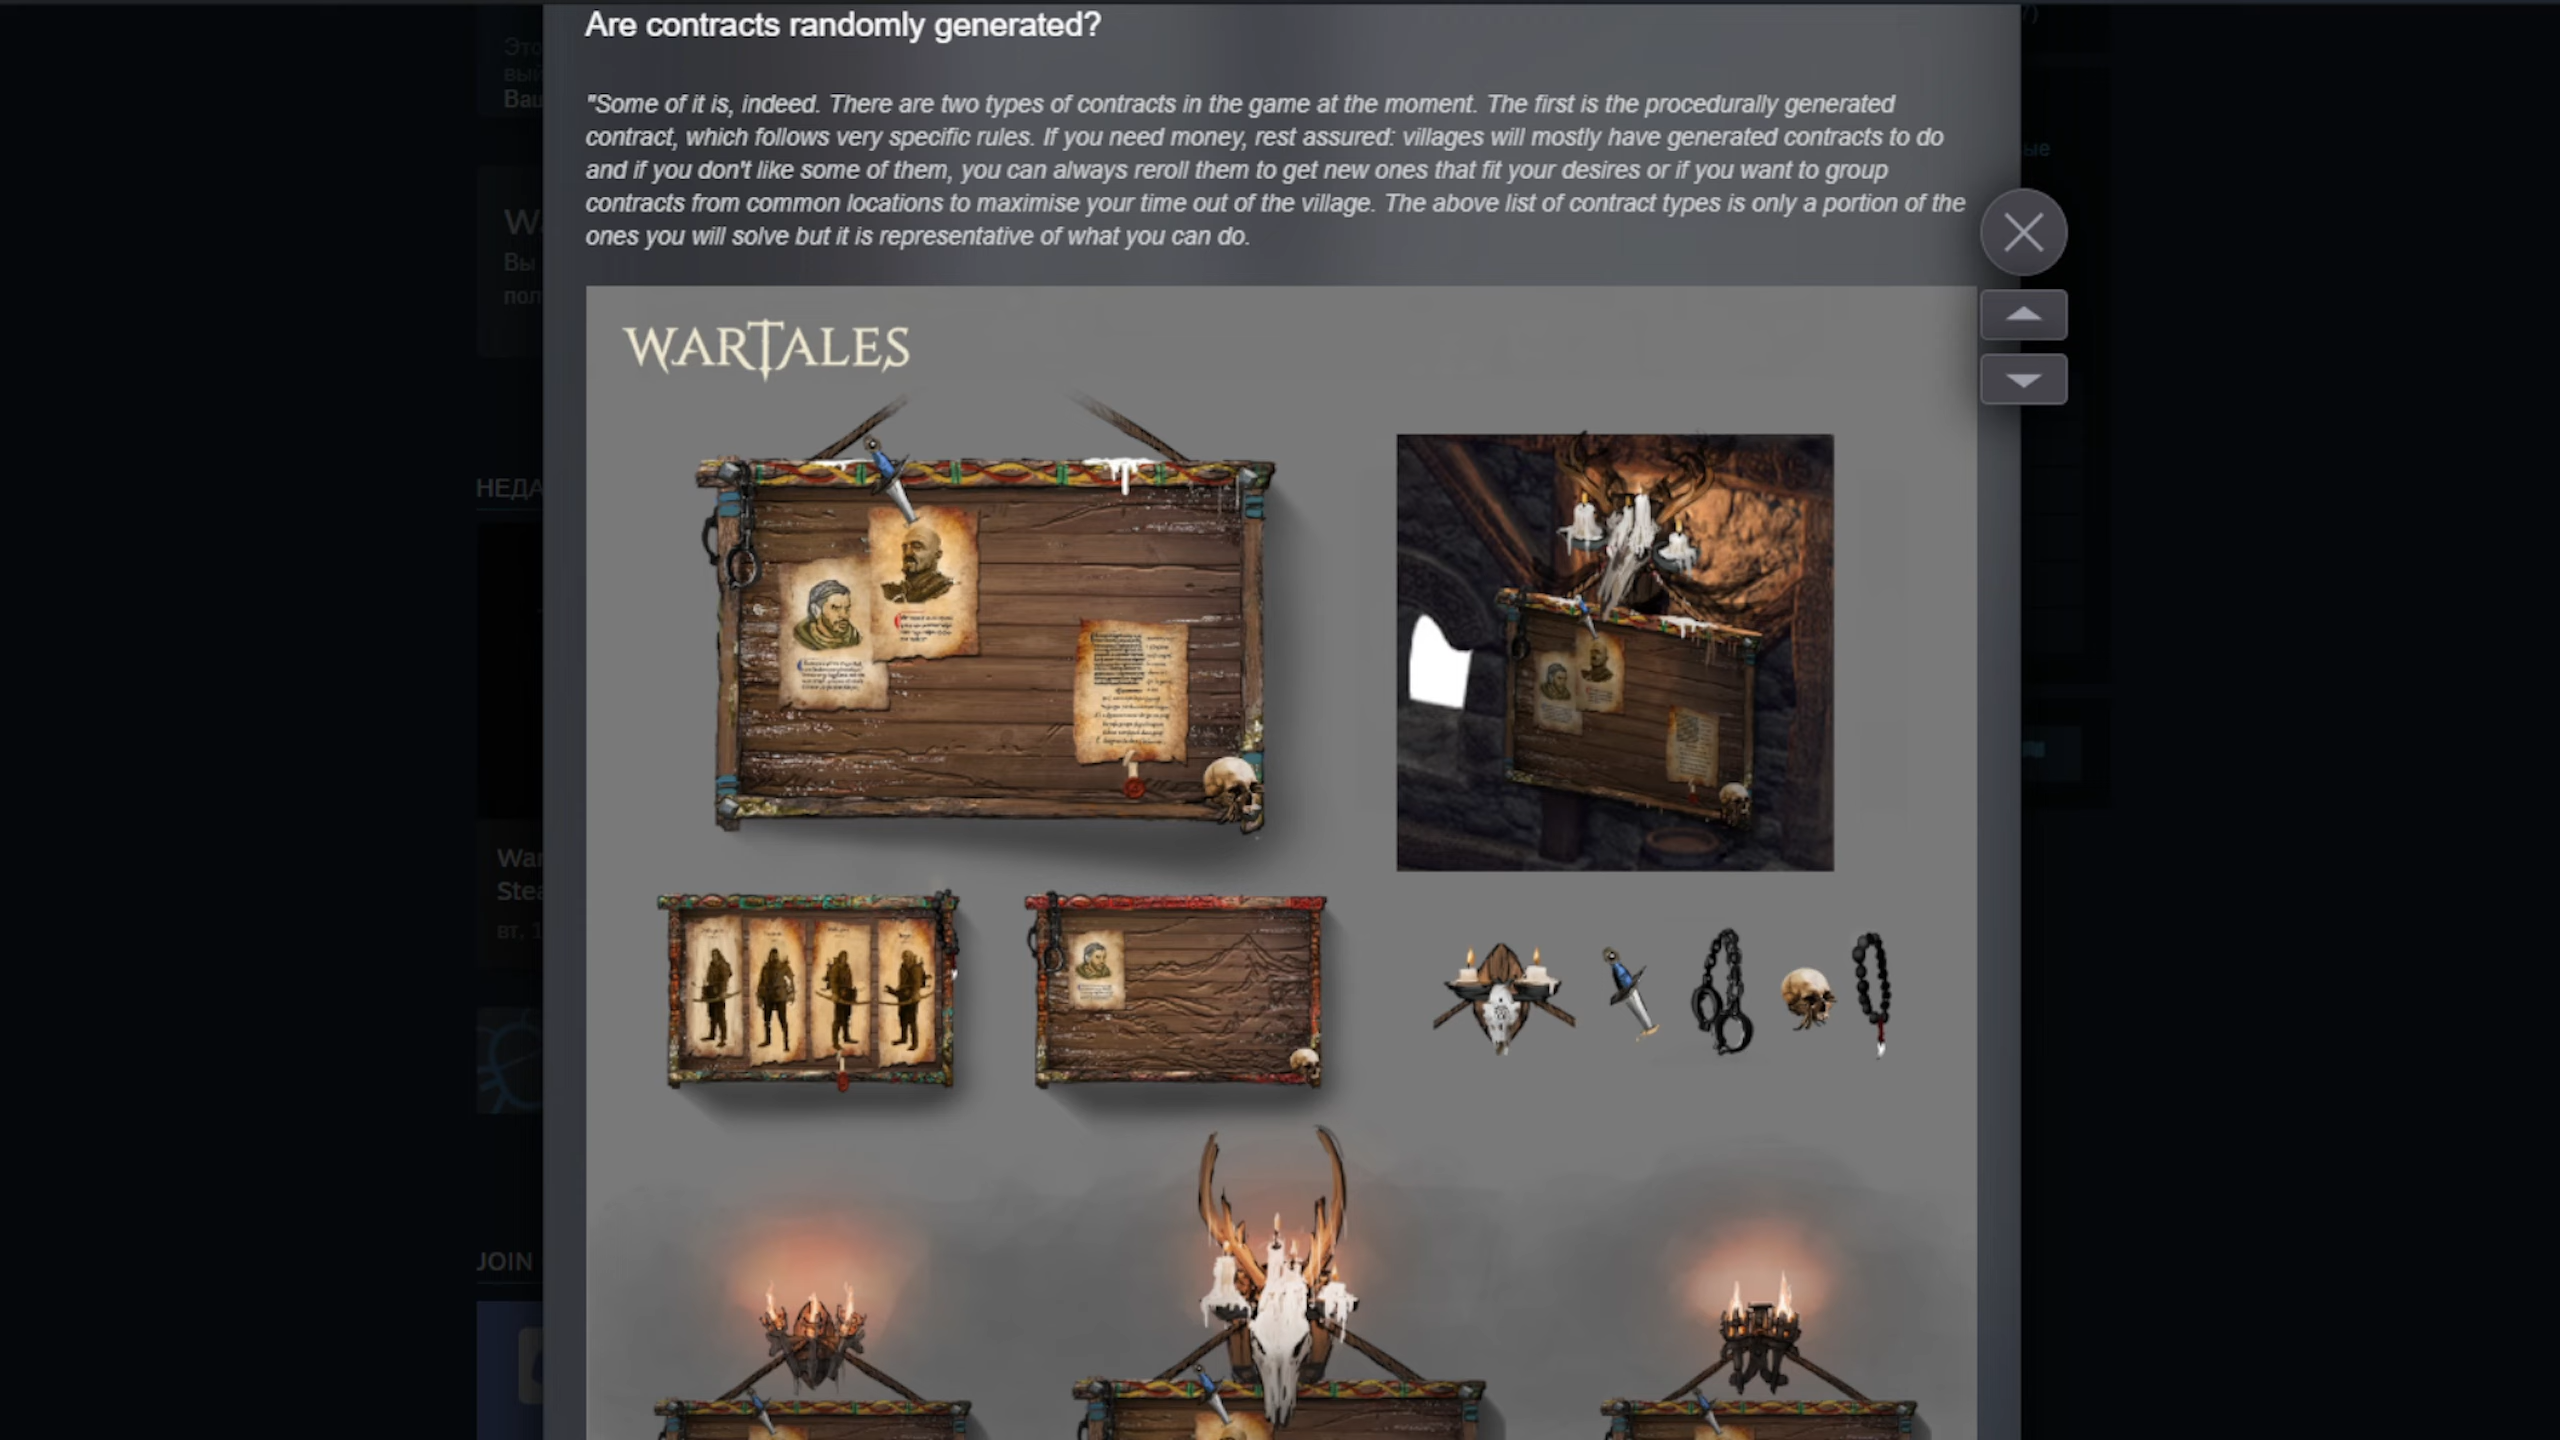 Are contracts randomly generated?
"Some of it is, indeed. There are two types of contracts in the game at the moment. The first is the procedurally generated
contract, which follows very specific rules. If you need money, rest assured: villages will mostly have generated contracts to do
and if you don't like some of them, you can always reroll them to get new ones that fit your desires or if you want to group
contracts from common locations to maximise your time out of the village. The above list of contract types is only a portion of the
ones you will solve but it is representative of what you can do.
WARTALES
Это
Вы
НЕДА
вт, 1
JOIN